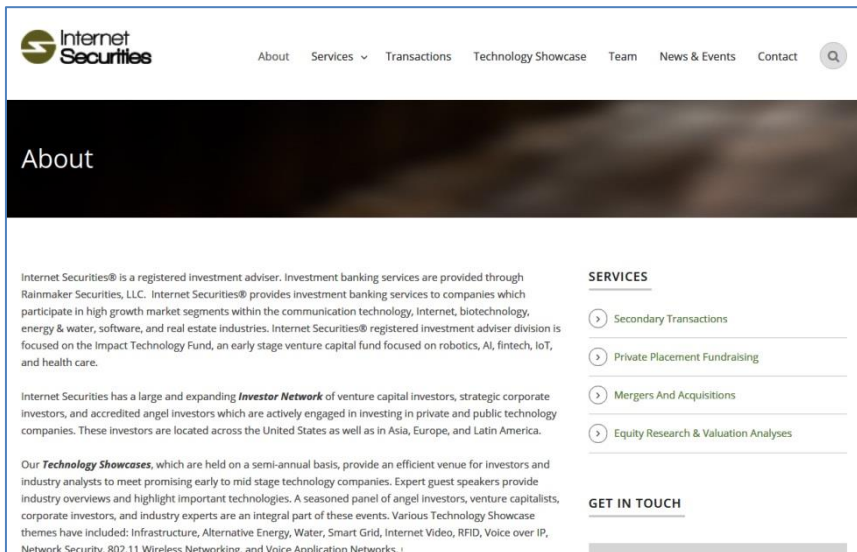 Internet
Securities
About Services Transactions Technology Showcase Team News & Events Contact
About
Internet Securities® is a registered investment adviser. Investment banking services are provided through
Rainmaker Securities, LLC. Internet Securities® provides investment banking services to companies which
participate in high growth market segments within the communication technology, Internet, biotechnology,
energy & water, software, and real estate industries. Internet Securities® registered investment adviser division is
focused on the Impact Technology Fund, an early stage venture capital fund focused on robotics, AI, fintech, IoT,
and health care.
Internet Securities has a large and expanding Investor Network of venture capital investors, strategic corporate
investors, and accredited angel investors which are actively engaged in investing in private and public technology
companies. These investors are located across the United States as well as in Asia, Europe, and Latin America.
Our Technology Showcases, which are held on a semi-annual basis, provide an efficient venue for investors and
industry analysts to meet promising early to mid stage technology companies. Expert guest speakers provide
industry overviews and highlight important technologies. A seasoned panel of angel investors, venture capitalists,
corporate investors, and industry experts are an integral part of these events. Various Technology Showcase
themes have included: Infrastructure, Alternative Energy, Water, Smart Grid, Internet Video, RFID, Voice over IP,
Network Security, 802.11 Wireless Networking, and Voice Application Networks.
SERVICES
Secondary Transactions
Private Placement Fundraising
Mergers And Acquisitions
Equity Research & Valuation Analyses
GET IN TOUCH